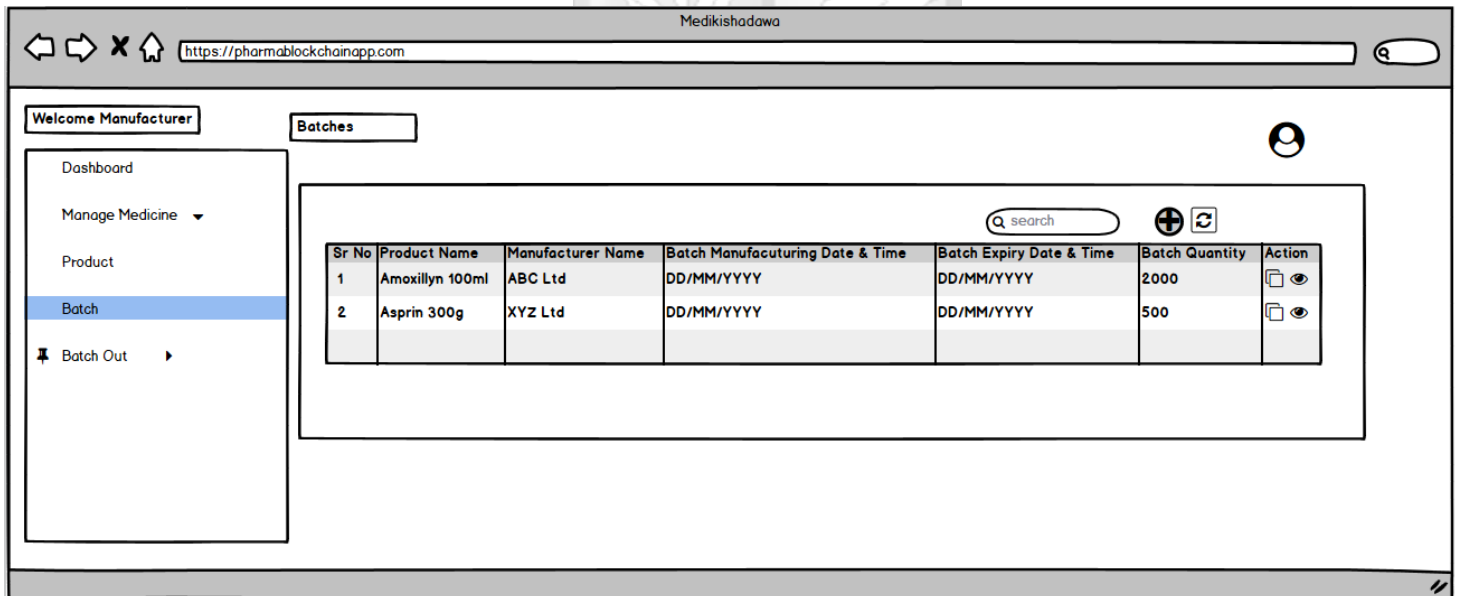 Medikishadawa
https://pharmablockchainapp.com
Welcome Manufacturer
Batches
Dashboard
Manage Medicine
Product
Batch
Batch Out
search
Sr No Product Name Manufacturer Name Batch Manufacuturing Date & Time Batch Expiry Date & Time Batch Quantity Action
1 Amoxillyn 100ml ABC Ltd DD/MM/YYYY DD/MM/YYYY 2000
2 Asprin 300g XYZ Ltd DD/MM/YYYY DD/MM/YYYY 500